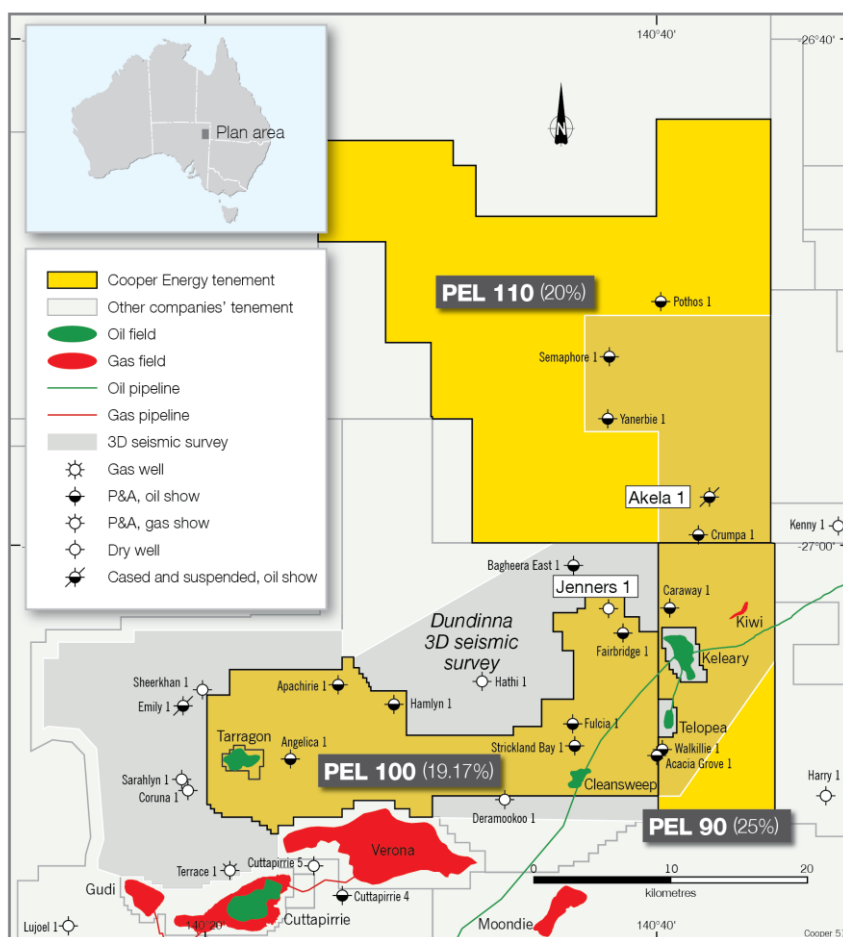 140°40'
-26°40'
Plan area
N
Cooper Energy tenement
Other companies' tenement
Oil field
Gas field
Oil pipeline
Gas pipeline
3D seismic survey
Gas well
P&A, oil show
P&A, gas show
Dry well
Cased and suspended, oil show
PEL 110 (20%)
Pothos 1
Semaphore 1
Yanerbie 1
Akela 1
Kenny 1
Crumpa 1
-27°00'
Bagheera East 1
Jenners 1
Caraway 1
Kiwi
Dundinna
3D seismic
survey
Fairbridge 1
Keleary
Sheerkhan 1
Apachirie 1
Hathi 1
Emily 1
Hamlyn 1
Fulcia 1
Telopea
Tarragon
Angelica 1
Strickland Bay 1
Walkillie 1
Acacia Grove 1
PEL 100 (19.17%)
Sarahlyn 1
Coruna 1
Cleansweep
Harry 1
Deramookoo 1
PEL 90 (25%)
Verona
Terrace 1
Cuttapirrie 5
0
10
20
kilometres
Gudi
Cuttapirrie 4
Cuttapirrie
Moondie
Lujoel 1
140°20'
140°40'